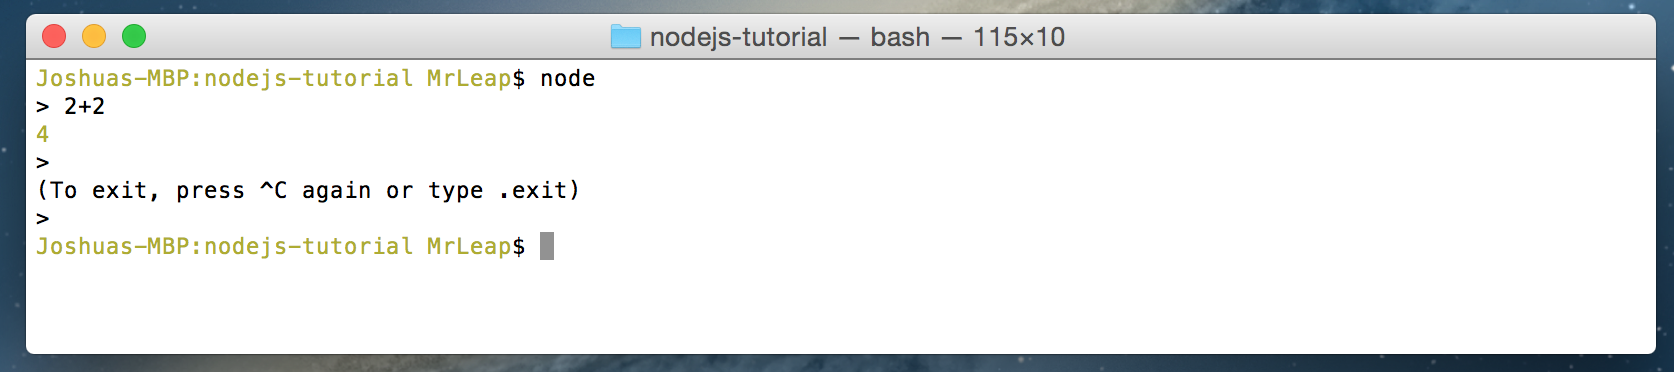 nodejs-tutorial — bash — 115×10
Joshuas-MBP:nodejs-tutorial MrLeap$ node
> 2+2
4
>
(To exit, press ^C again or type .exit)
>
Joshuas-MBP:nodejs-tutorial MrLeap$